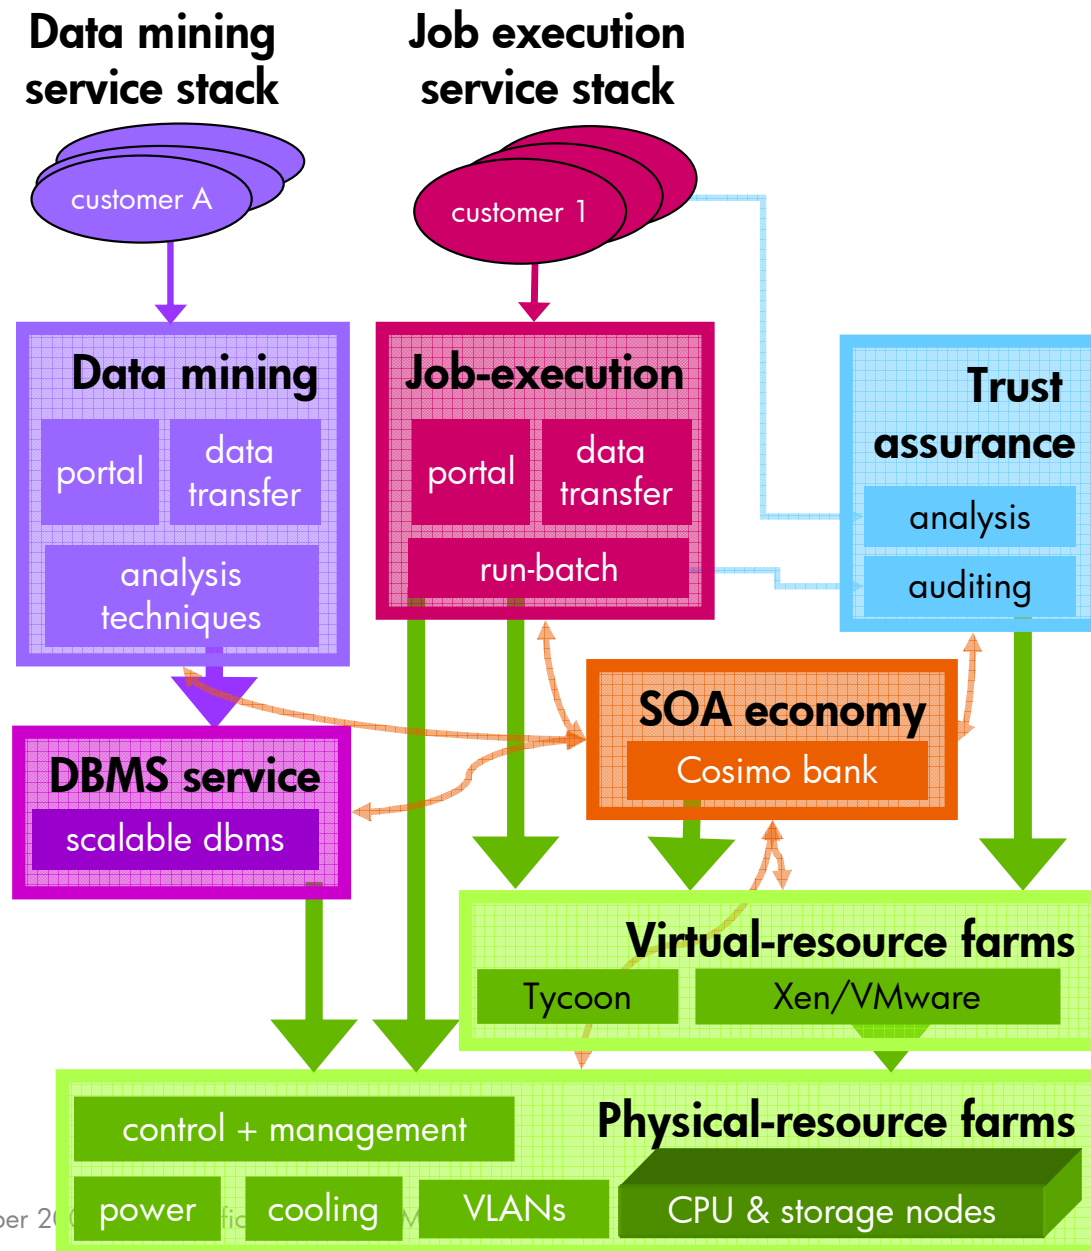 Data mining
service stack
Job execution
service stack
customer A
customer 1
Data mining
portal
data
transfer
analysis
techniques
Job-execution
portal
data
transfer
run-batch
Trust
assurance
analysis
auditing
SOA economy
Cosimo bank
DBMS service
scalable dbms
Virtual-resource farms
Tycoon
Xen/VMware
Physical-resource farms
control + management
power
cooling
VLANs
CPU & storage nodes